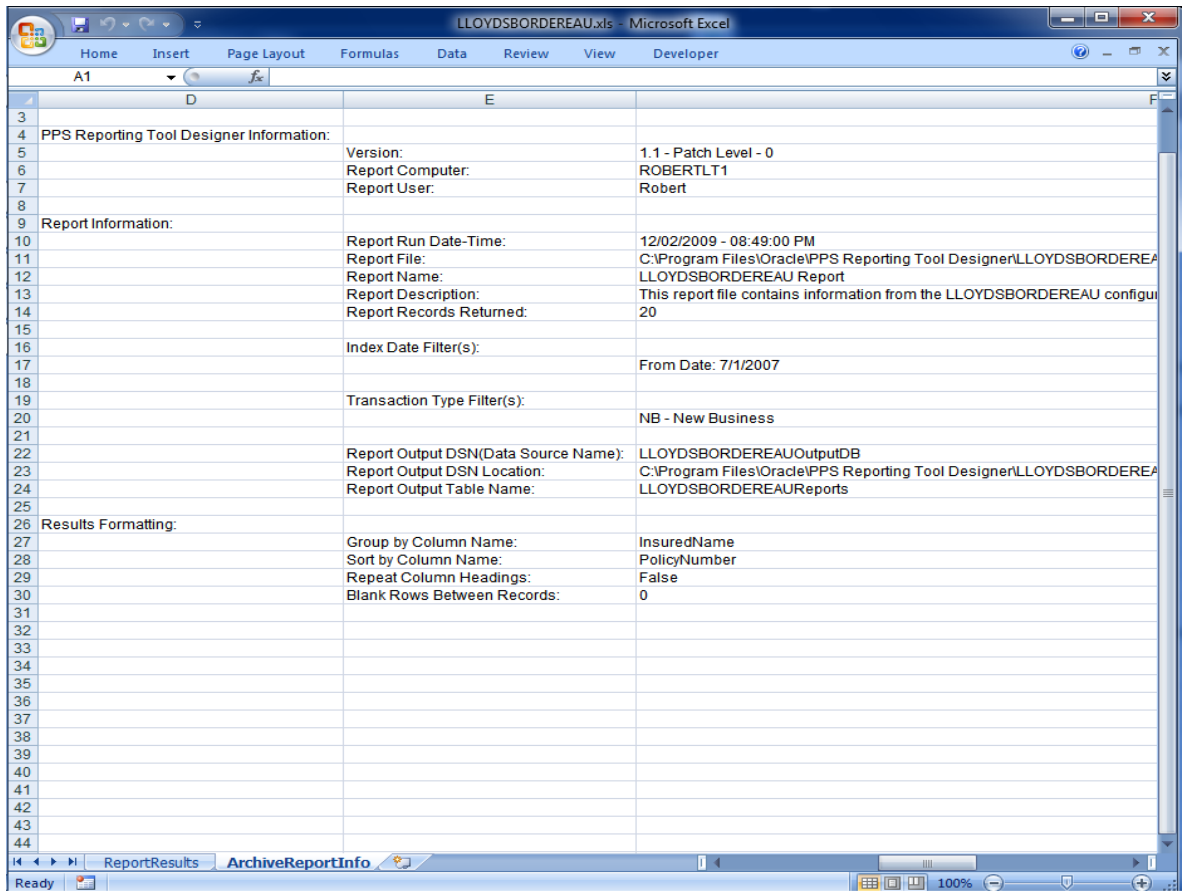 LLOYDSBORDEREAU.xls - Microsoft Excel
Home Insert Page Layout Formulas Data Review View Developer
A1 fx
D E F
3
4 PPS Reporting Tool Designer Information:
5 Version: 1.1 - Patch Level - 0
6 Report Computer: ROBERTLT1
7 Report User: Robert
8
9 Report Information:
10 Report Run Date-Time: 12/02/2009 - 08:49:00 PM
11 Report File: C:\Program Files\Oracle\PPS Reporting Tool Designer\LLOYDSBORDEREA
12 Report Name: LLOYDSBORDEREAU Report
13 Report Description: This report file contains information from the LLOYDSBORDEREAU configur
14 Report Records Returned: 20
15
16 Index Date Filter(s):
17 From Date: 7/1/2007
18
19 Transaction Type Filter(s):
20 NB - New Business
21
22 Report Output DSN(Data Source Name): LLOYDSBORDEREAUOutputDB
23 Report Output DSN Location: C:\Program Files\Oracle\PPS Reporting Tool Designer\LLOYDSBORDEREA
24 Report Output Table Name: LLOYDSBORDEREAUReports
25
26 Results Formatting:
27 Group by Column Name: InsuredName
28 Sort by Column Name: PolicyNumber
29 Repeat Column Headings: False
30 Blank Rows Between Records: 0
31
32
33
34
35
36
37
38
39
40
41
42
43
44
ReportResults ArchiveReportInfo
Ready 100%